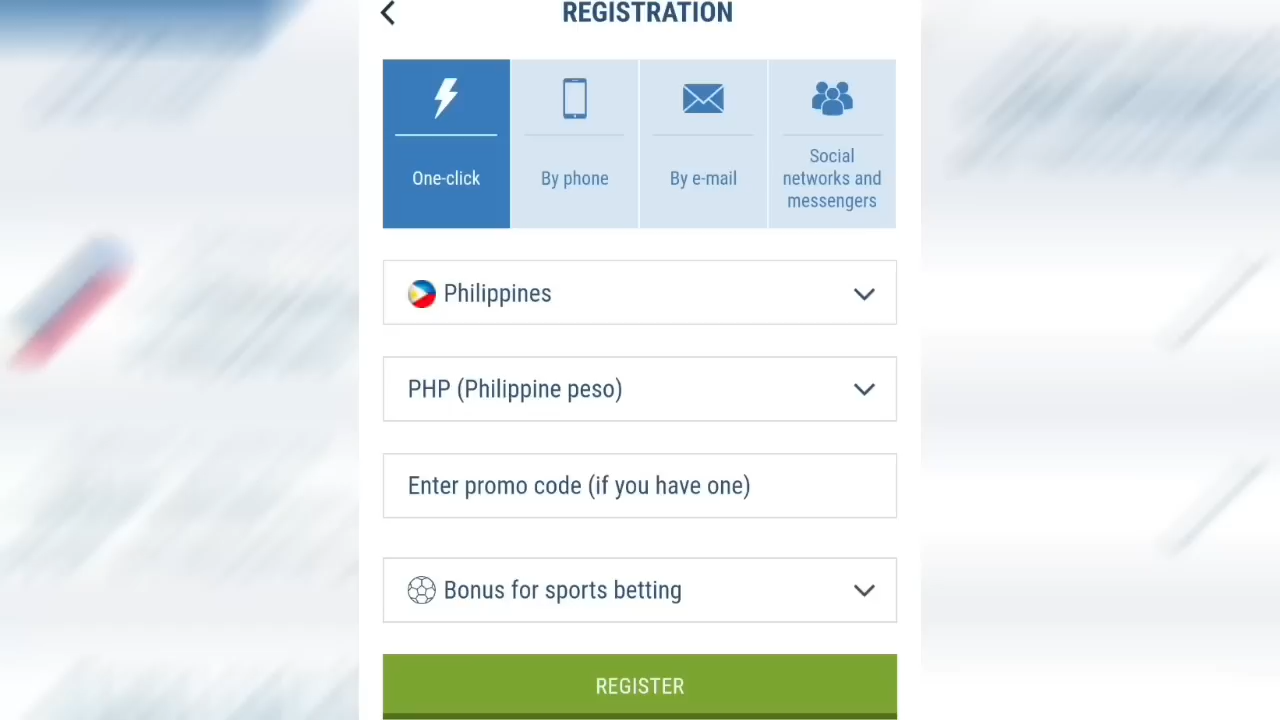 REGISTRATION
One-click
By phone
By e-mail
Social
networks and
messengers
Philippines
PHP (Philippine peso)
Enter promo code (if you have one)
Bonus for sports betting
REGISTER